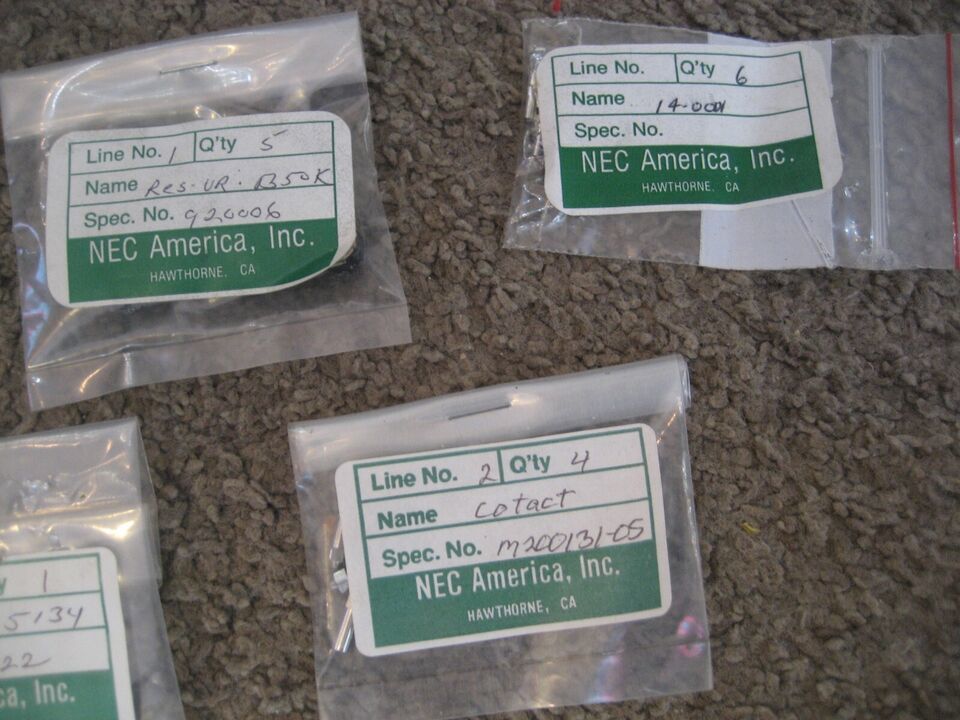 Line No. 1 Q'ty 5
Name Res-VR. B50K
Spec. No. 920006
NEC America, Inc.
HAWTHORNE. CA
Line No. Q'ty 6
Name 14-0001
Spec. No.
NEC America, Inc.
HAWTHORNE. CA
Line No. 2 Q'ty 4
Name Cotact
Spec. No. M200131-05
NEC America, Inc.
HAWTHORNE, CA
y 1
5134
22
ca, Inc.